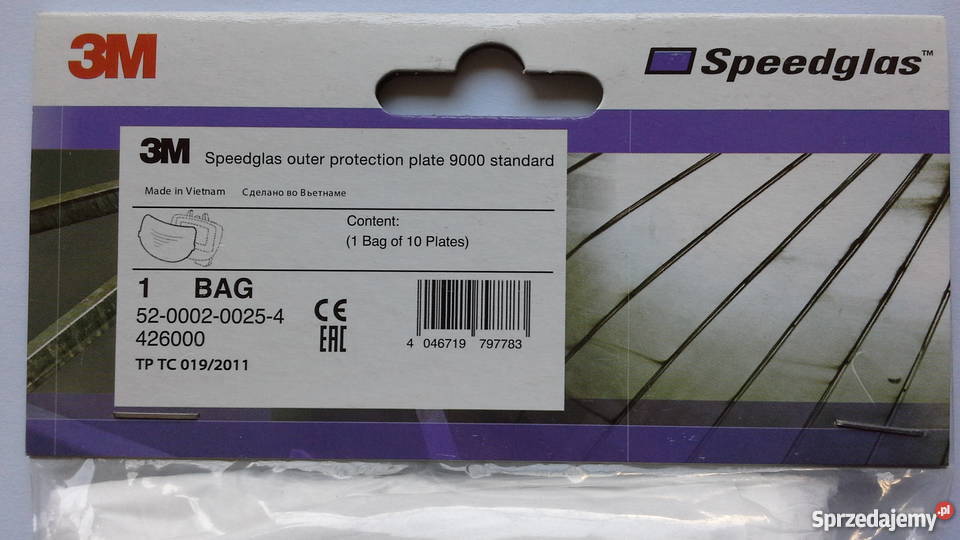 3M
Speedglas™
3M Speedglas outer protection plate 9000 standard
Made in Vietnam Сделано во Вьетнаме
Content:
(1 Bag of 10 Plates)
1 BAG
52-0002-0025-4
426000
TP TC 019/2011
CE
EAC
4 046719 797783
Sprzedajemy.pl